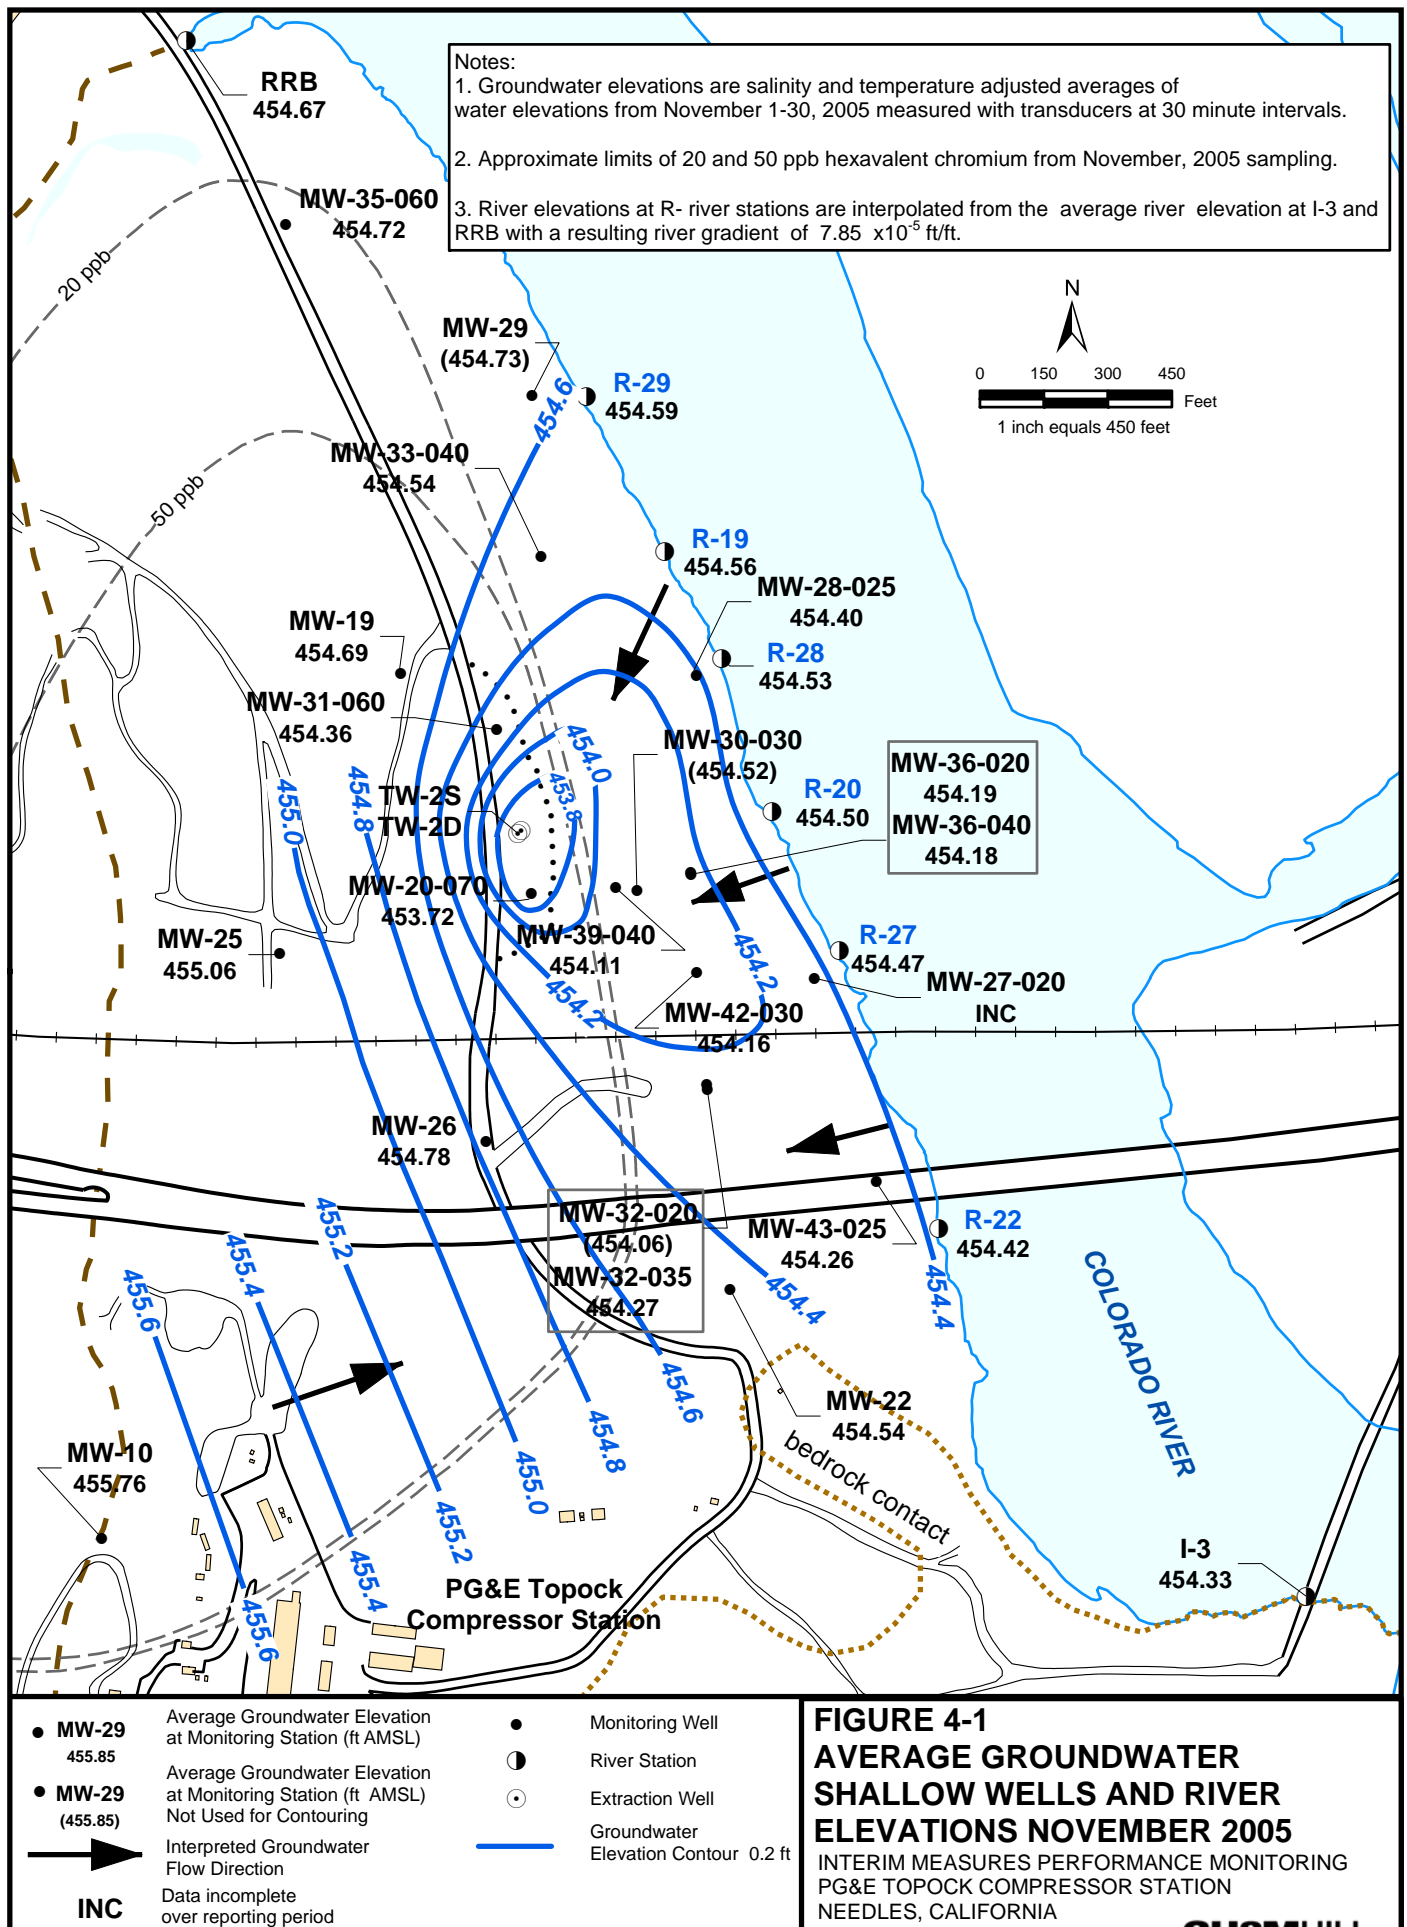 Notes:
1. Groundwater elevations are salinity and temperature adjusted averages of
water elevations from November 1-30, 2005 measured with transducers at 30 minute intervals.
2. Approximate limits of 20 and 50 ppb hexavalent chromium from November, 2005 sampling.
3. River elevations at R- river stations are interpolated from the average river elevation at I-3 and
RRB with a resulting river gradient of 7.85 x10⁻⁵ ft/ft.
RRB
454.67
MW-35-060
454.72
20 ppb
N
0 150 300 450
Feet
1 inch equals 450 feet
MW-29
(454.73)
R-29
454.59
454.6
MW-33-040
454.54
50 ppb
R-19
454.56
MW-28-025
454.40
MW-19
454.69
R-28
454.53
MW-31-060
454.36
454.0
MW-30-030
(454.52)
MW-36-020
454.19
MW-36-040
454.18
455.0
454.8
TW-2S
TW-2D
453.8
R-20
454.50
MW-20-070
453.72
MW-39-040
454.11
MW-25
455.06
R-27
454.47
454.2
454.2
MW-27-020
INC
MW-42-030
454.16
MW-26
454.78
MW-32-020
(454.06)
MW-32-035
454.27
MW-43-025
454.26
R-22
454.42
455.2
455.4
455.6
454.4
454.4
COLORADO RIVER
454.6
MW-22
454.54
454.8
bedrock contact
MW-10
455.76
455.0
455.2
I-3
454.33
455.4
455.6
PG&E Topock
Compressor Station
MW-29
455.85
Average Groundwater Elevation
at Monitoring Station (ft AMSL)
MW-29
(455.85)
Average Groundwater Elevation
at Monitoring Station (ft AMSL)
Not Used for Contouring
Interpreted Groundwater
Flow Direction
INC
Data incomplete
over reporting period
Monitoring Well
River Station
Extraction Well
Groundwater
Elevation Contour 0.2 ft
FIGURE 4-1
AVERAGE GROUNDWATER
SHALLOW WELLS AND RIVER
ELEVATIONS NOVEMBER 2005
INTERIM MEASURES PERFORMANCE MONITORING
PG&E TOPOCK COMPRESSOR STATION
NEEDLES, CALIFORNIA